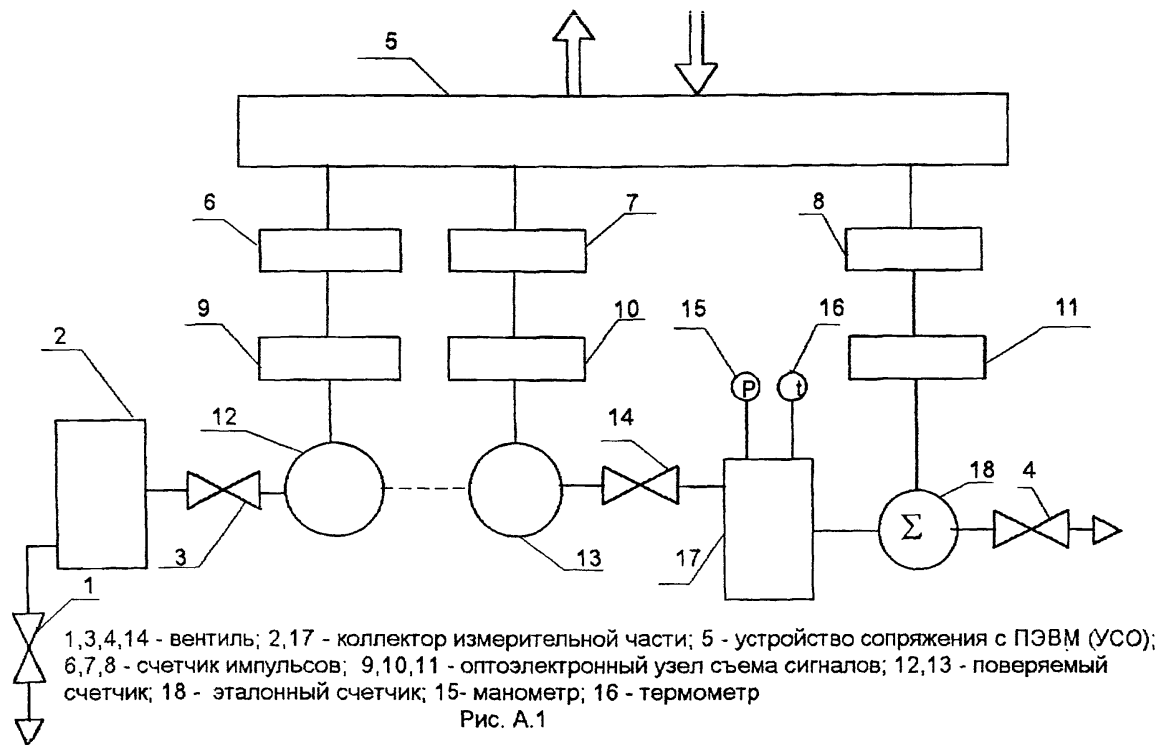 5
6
7
8
9
10
11
15
16
2
P
t
12
14
18
4
Σ
3
13
17
1
1,3,4,14 - вентиль; 2,17 - коллектор измерительной части; 5 - устройство сопряжения с ПЭВМ (УСО);
6,7,8 - счетчик импульсов; 9,10,11 - оптоэлектронный узел съема сигналов; 12,13 - поверяемый
счетчик; 18 - эталонный счетчик; 15- манометр; 16 - термометр
Рис. А.1